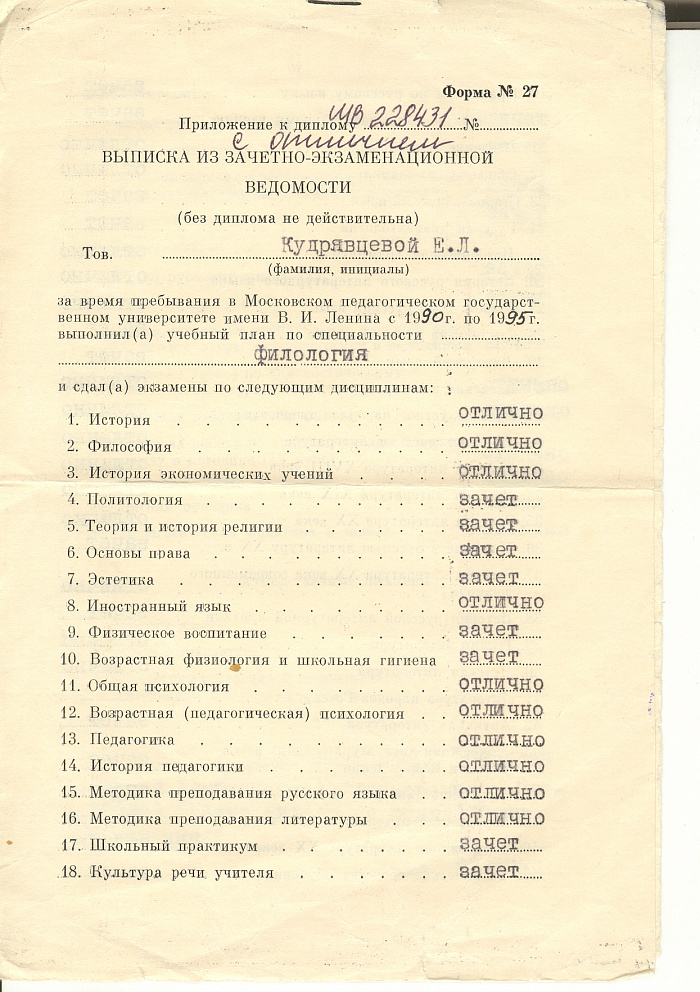 Форма № 27
Приложение к диплому ШВ 228431 №
с отличием
ВЫПИСКА ИЗ ЗАЧЕТНО-ЭКЗАМЕНАЦИОННОЙ
ВЕДОМОСТИ
(без диплома не действительна)
Тов. Кудрявцевой Е.Л.
(фамилия, инициалы)
за время пребывания в Московском педагогическом государст-
венном университете имени В. И. Ленина с 1990г. по 1995г.
выполнил(а) учебный план по специальности
филология
и сдал(а) экзамены по следующим дисциплинам:
1. История отлично
2. Философия отлично
3. История экономических учений отлично
4. Политология зачет
5. Теория и история религии зачет
6. Основы права зачет
7. Эстетика зачет
8. Иностранный язык отлично
9. Физическое воспитание зачет
10. Возрастная физиология и школьная гигиена зачет
11. Общая психология отлично
12. Возрастная (педагогическая) психология отлично
13. Педагогика отлично
14. История педагогики отлично
15. Методика преподавания русского языка отлично
16. Методика преподавания литературы отлично
17. Школьный практикум зачет
18. Культура речи учителя зачет